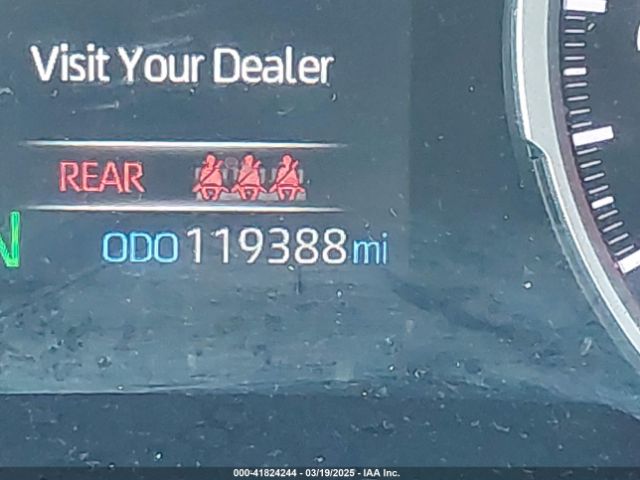 Visit Your Dealer
REAR
N
ODO 119388 mi
000-41824244 - 03/19/2025 - IAA Inc.